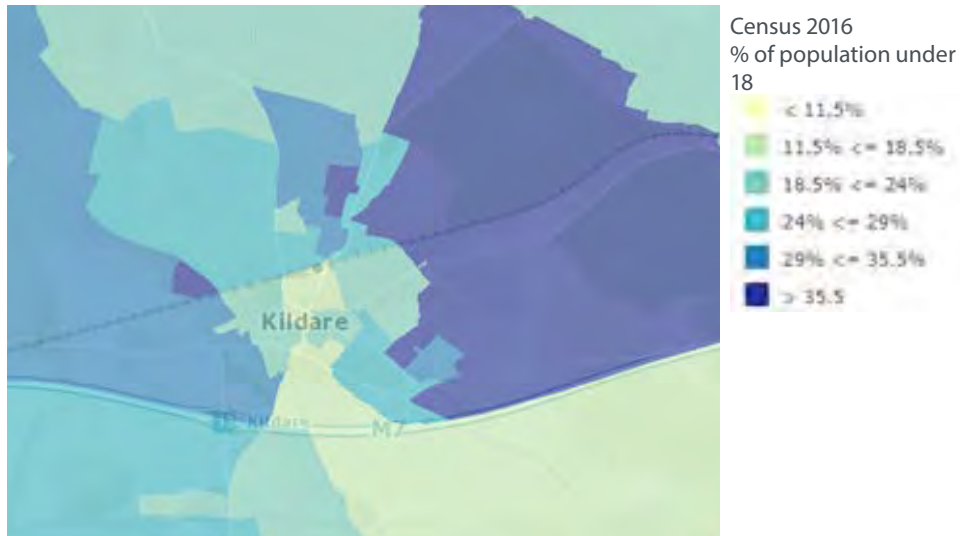 Census 2016
% of population under
18
< 11.5%
11.5% <= 18.5%
18.5% <= 24%
24% <= 29%
29% <= 35.5%
> 35.5
Kildare
Kildare
M7